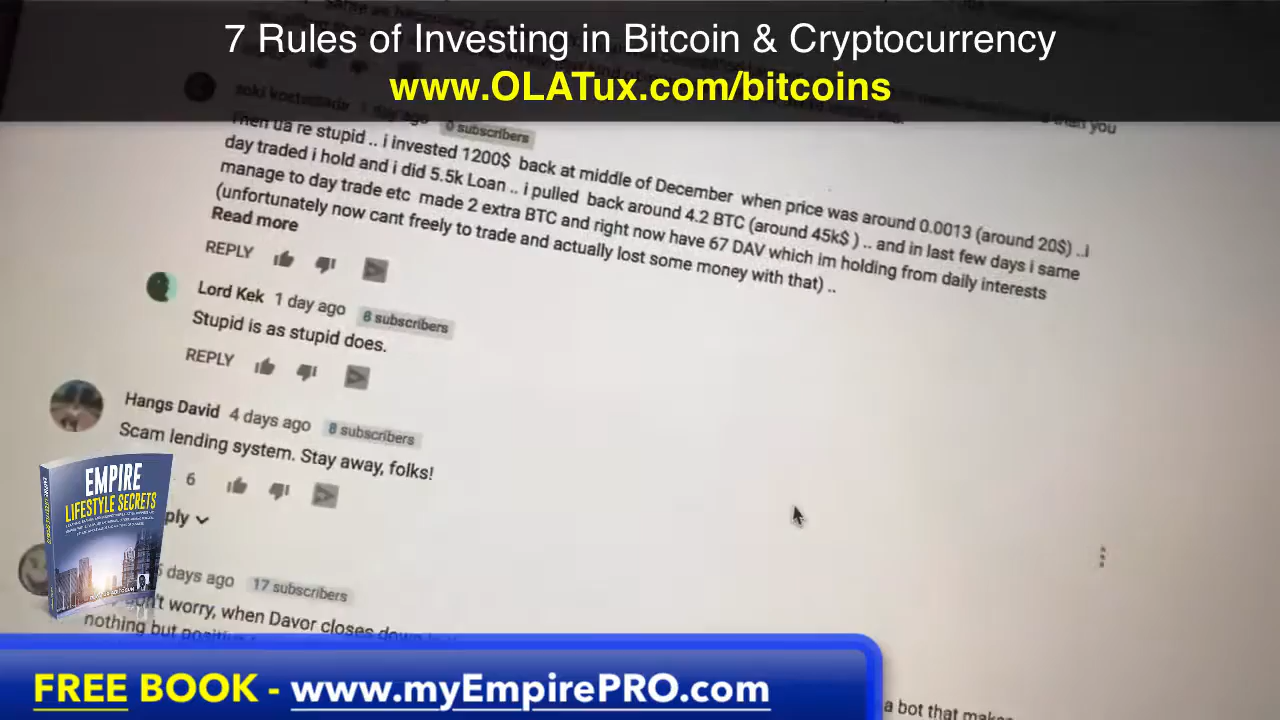 7 Rules of Investing in Bitcoin & Cryptocurrency
www.OLATux.com/bitcoins
than you
1 day ago 0 subscribers
Then ua re stupid .. i invested 1200$ back at middle of December when price was around 0.0013 (around 20$) ..i
day traded i hold and i did 5.5k Loan .. i pulled back around 4.2 BTC (around 45k$ ) .. and in last few days i same
manage to day trade etc made 2 extra BTC and right now have 67 DAV which im holding from daily interests
(unfortunately now cant freely to trade and actually lost some money with that) ..
Read more
REPLY
Lord Kek 1 day ago 6 subscribers
Stupid is as stupid does.
REPLY
Hangs David 4 days ago 8 subscribers
Scam lending system. Stay away, folks!
6
EMPIRE
LIFESTYLE SECRETS
days ago 17 subscribers
worry, when Davor closes down
nothing but
FREE BOOK - www.myEmpirePRO.com
a bot that makes